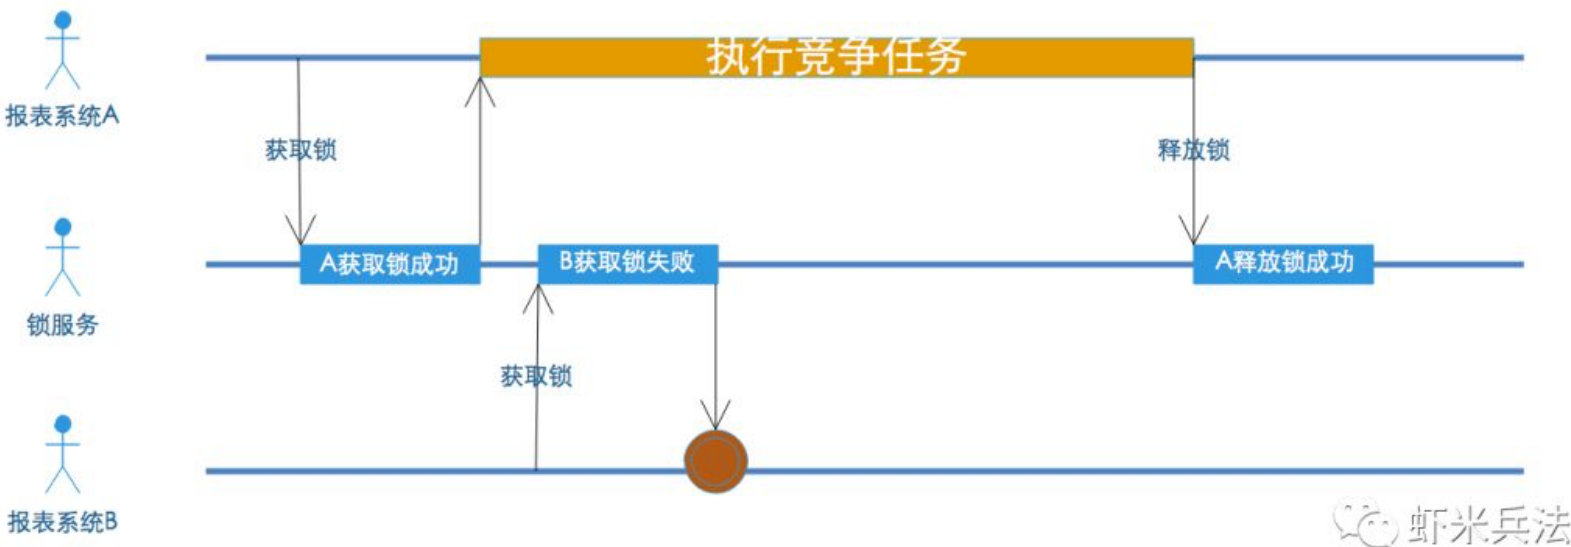 执行竞争任务
报表系统A
获取锁
释放锁
A获取锁成功
B获取锁失败
A释放锁成功
锁服务
获取锁
报表系统B
虾米兵法